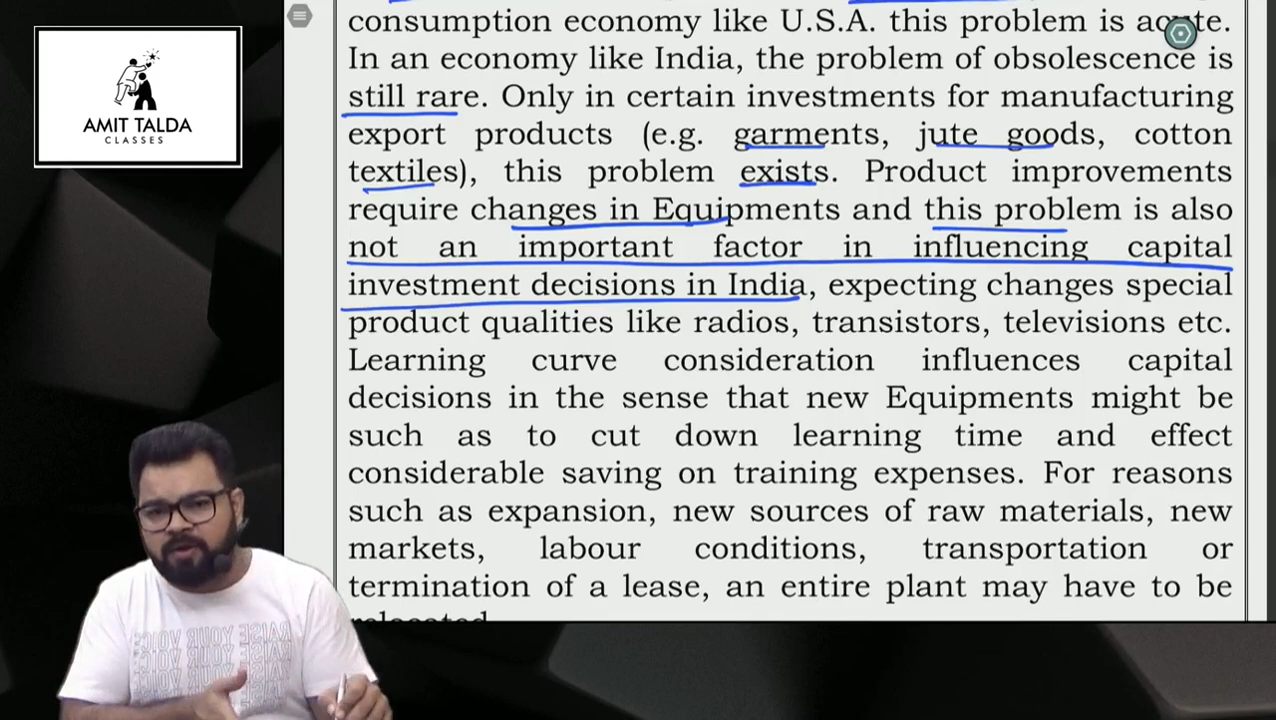 AMIT TALDA
CLASSES
consumption economy like U.S.A. this problem is acute.
In an economy like India, the problem of obsolescence is
still rare. Only in certain investments for manufacturing
export products (e.g. garments, jute goods, cotton
textiles), this problem exists. Product improvements
require changes in Equipments and this problem is also
not an important factor in influencing capital
investment decisions in India, expecting changes special
product qualities like radios, transistors, televisions etc.
Learning curve consideration influences capital
decisions in the sense that new Equipments might be
such as to cut down learning time and effect
considerable saving on training expenses. For reasons
such as expansion, new sources of raw materials, new
markets, labour conditions, transportation or
termination of a lease, an entire plant may have to be
relocated
RAISE YOUR VOICE